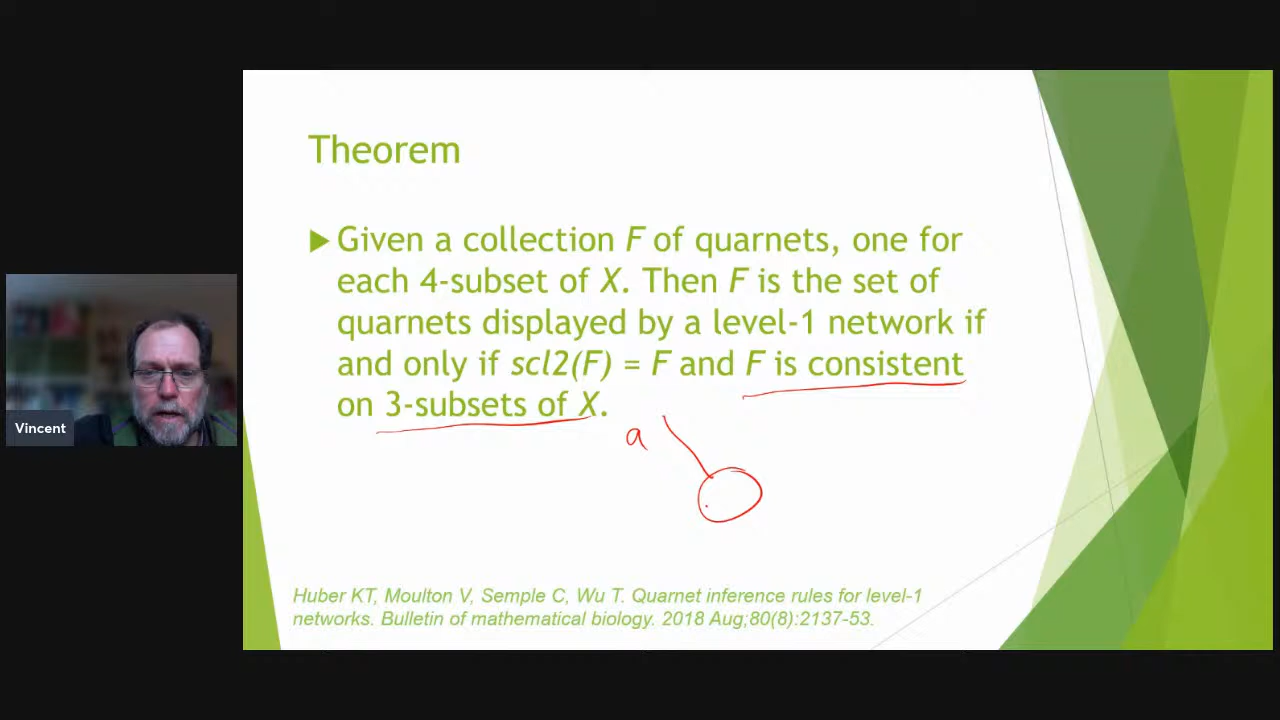 Theorem
Given a collection F of quarnets, one for
each 4-subset of X. Then F is the set of
quarnets displayed by a level-1 network if
and only if scl2(F) = F and F is consistent
on 3-subsets of X.
a
Vincent
Huber KT, Moulton V, Semple C, Wu T. Quarnet inference rules for level-1
networks. Bulletin of mathematical biology. 2018 Aug;80(8):2137-53.